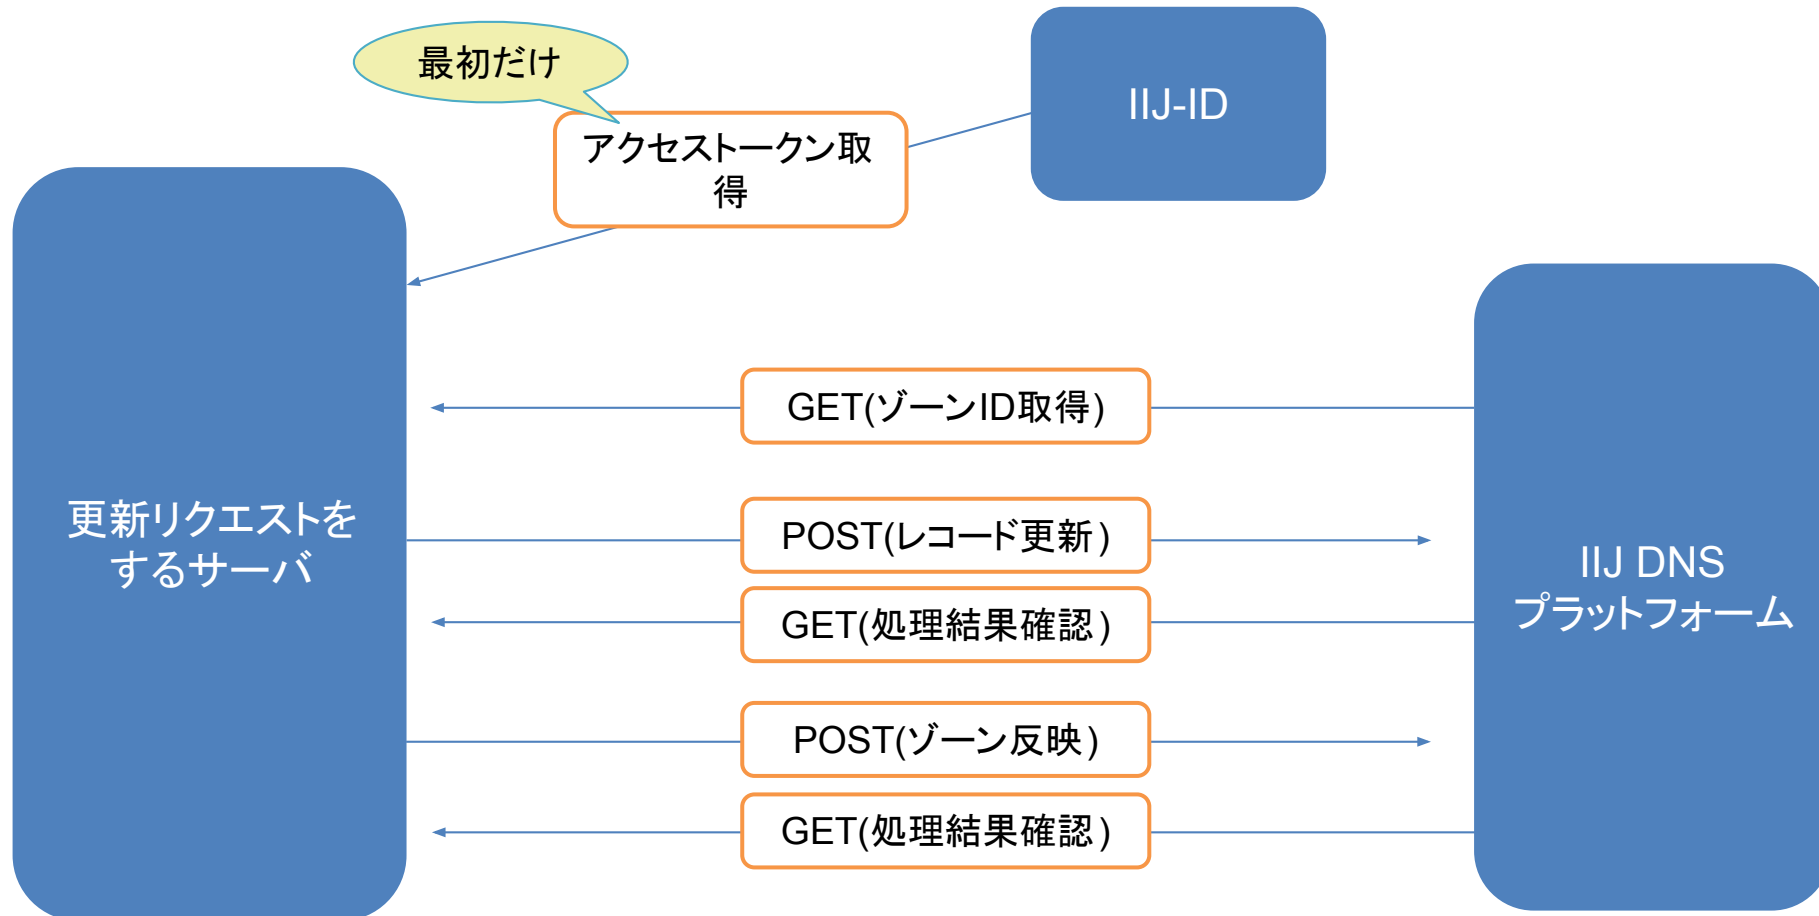 最初だけ
IIJ-ID
アクセストークン取
得
GET(ゾーンID取得)
更新リクエストを
するサーバ
POST(レコード更新)
IIJ DNS
プラットフォーム
GET(処理結果確認)
POST(ゾーン反映)
GET(処理結果確認)